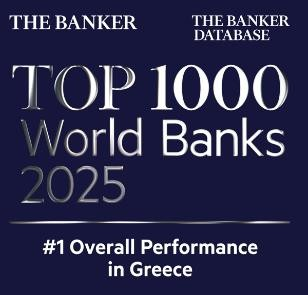 THE BANKER
THE BANKER
DATABASE
TOP 1000
World Banks
2025
#1 Overall Performance
in Greece